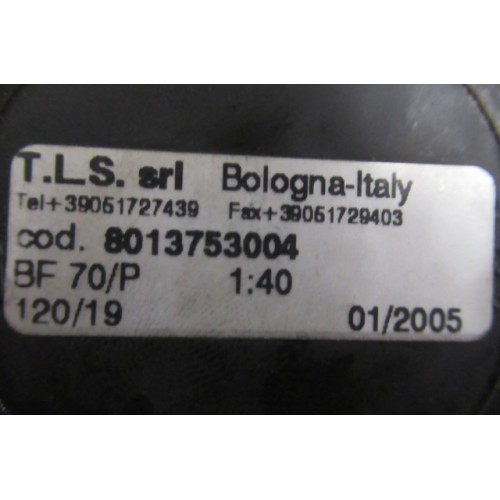 T.L.S. srl Bologna-Italy
Tel+39051727439 Fax+39051729403
cod. 8013753004
BF 70/P 1:40
120/19 01/2005